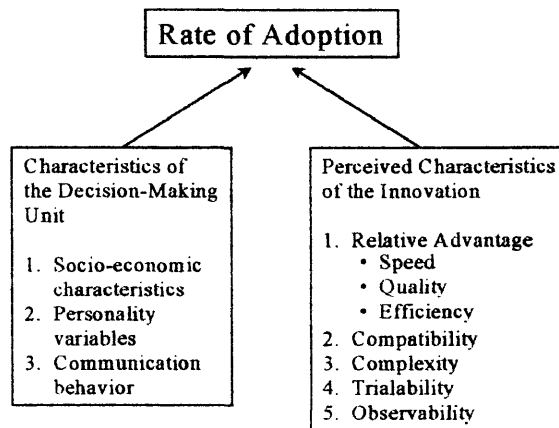 Rate of Adoption
Characteristics of
the Decision-Making
Unit
1. Socio-economic
characteristics
2. Personality
variables
3. Communication
behavior
Perceived Characteristics
of the Innovation
1. Relative Advantage
• Speed
• Quality
• Efficiency
2. Compatibility
3. Complexity
4. Trialability
5. Observability